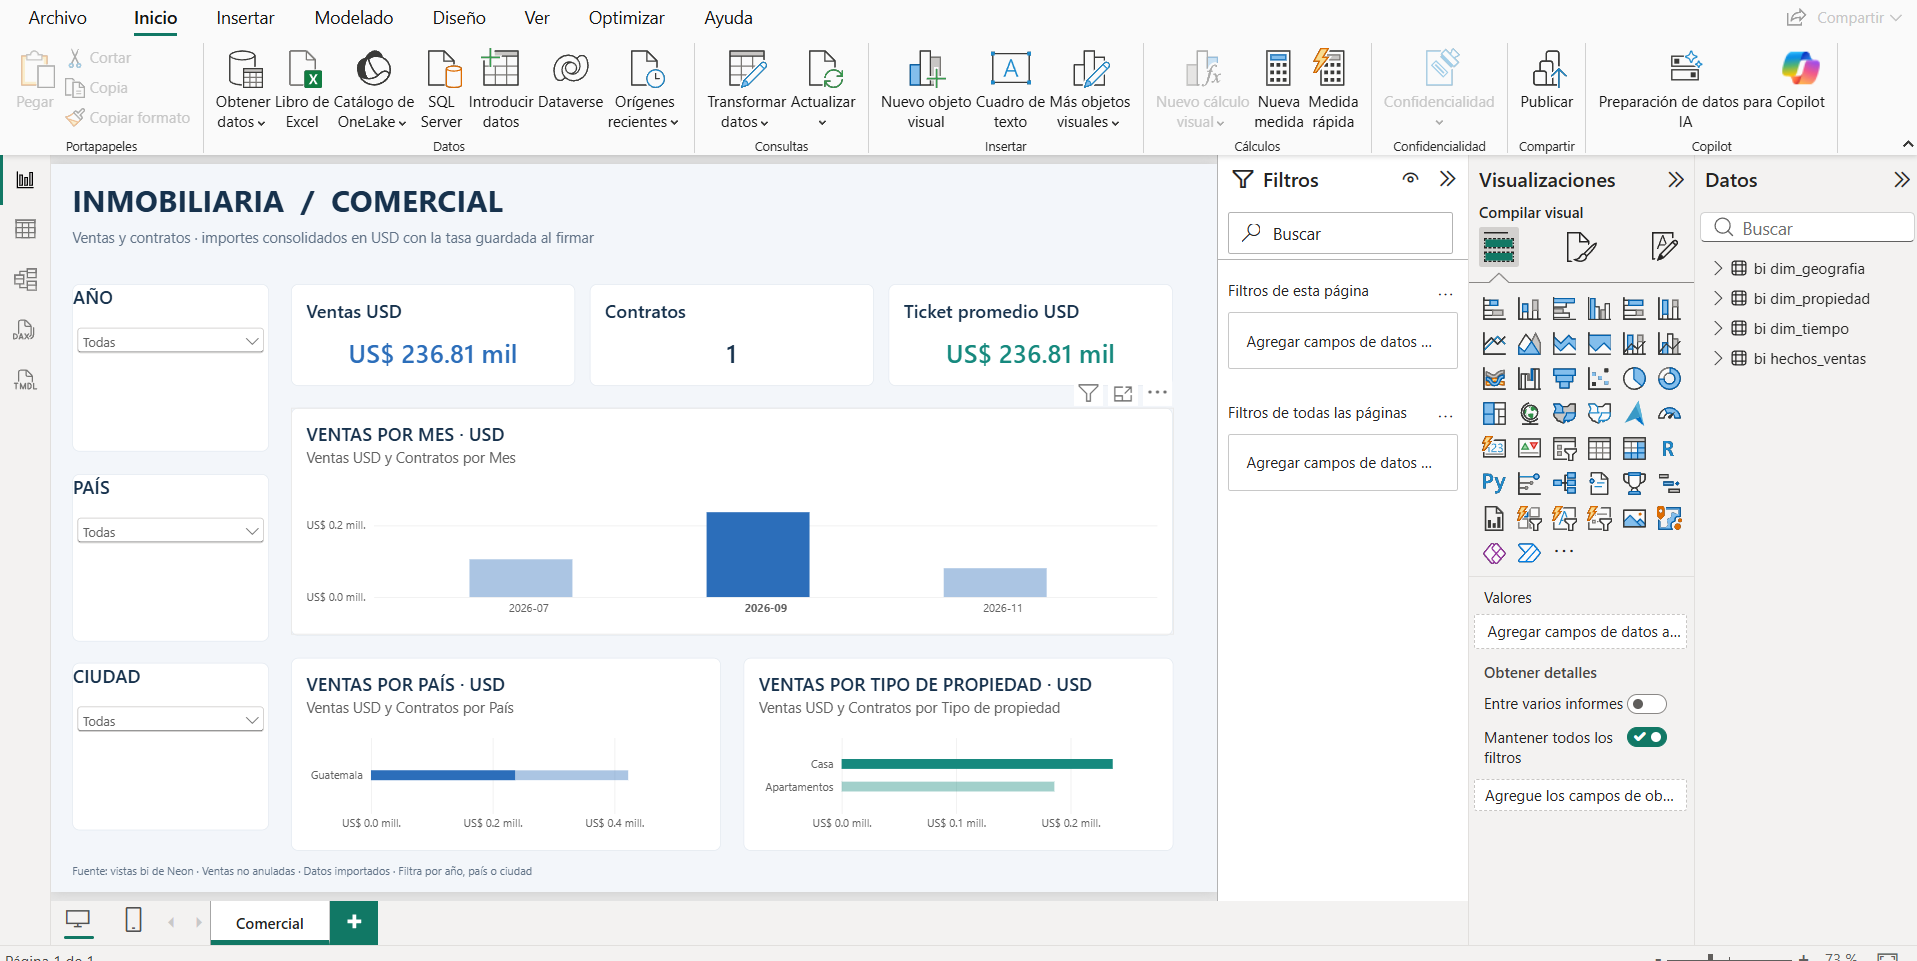 Archivo Inicio Insertar Modelado Diseño Ver Optimizar Ayuda Compartir
Pegar
Cortar
Copia
Copiar formato
Portapapeles
Obtener datos
Libro de Excel
Catálogo de OneLake
SQL Server
Introducir datos
Dataverse
Orígenes recientes
Datos
Transformar datos
Actualizar
Consultas
Nuevo objeto visual
Cuadro de texto
Más objetos visuales
Insertar
Nuevo cálculo visual
Nueva medida
Medida rápida
Cálculos
Confidencialidad
Confidencialidad
Publicar
Compartir
Preparación de datos para IA
Copilot
Copilot
DAX
TMDL
INMOBILIARIA / COMERCIAL
Ventas y contratos · importes consolidados en USD con la tasa guardada al firmar
AÑO
Todas
PAÍS
Todas
CIUDAD
Todas
Ventas USD
US$ 236.81 mil
Contratos
1
Ticket promedio USD
US$ 236.81 mil
VENTAS POR MES · USD
Ventas USD y Contratos por Mes
US$ 0.2 mill.
US$ 0.0 mill.
2026-07 2026-09 2026-11
VENTAS POR PAÍS · USD
Ventas USD y Contratos por País
Guatemala
US$ 0.0 mill. US$ 0.2 mill. US$ 0.4 mill.
VENTAS POR TIPO DE PROPIEDAD · USD
Ventas USD y Contratos por Tipo de propiedad
Casa
Apartamentos
US$ 0.0 mill. US$ 0.1 mill. US$ 0.2 mill.
Fuente: vistas bi de Neon · Ventas no anuladas · Datos importados · Filtra por año, país o ciudad
Comercial
Página 1 de 1
73 %
Filtros
Buscar
Filtros de esta página ...
Agregar campos de datos ...
Filtros de todas las páginas ...
Agregar campos de datos ...
Visualizaciones
Compilar visual
123
R
Py
...
Valores
Agregar campos de datos a...
Obtener detalles
Entre varios informes
Mantener todos los
filtros
Agregue los campos de ob...
Datos
Buscar
bi dim_geografia
bi dim_propiedad
bi dim_tiempo
bi hechos_ventas